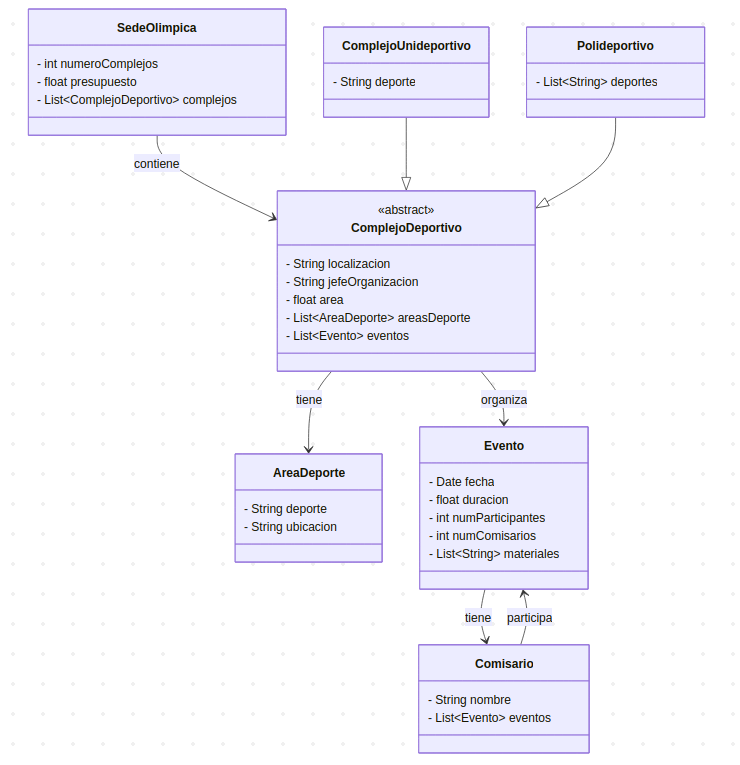 SedeOlimpica
- int numeroComplejos
- float presupuesto
- List<ComplejoDeportivo> complejos
ComplejoUnideportivo
- String deporte
Polideportivo
- List<String> deportes
contiene
«abstract»
ComplejoDeportivo
- String localizacion
- String jefeOrganizacion
- float area
- List<AreaDeporte> areasDeporte
- List<Evento> eventos
tiene
organiza
AreaDeporte
- String deporte
- String ubicacion
Evento
- Date fecha
- float duracion
- int numParticipantes
- int numComisarios
- List<String> materiales
tiene
participa
Comisario
- String nombre
- List<Evento> eventos